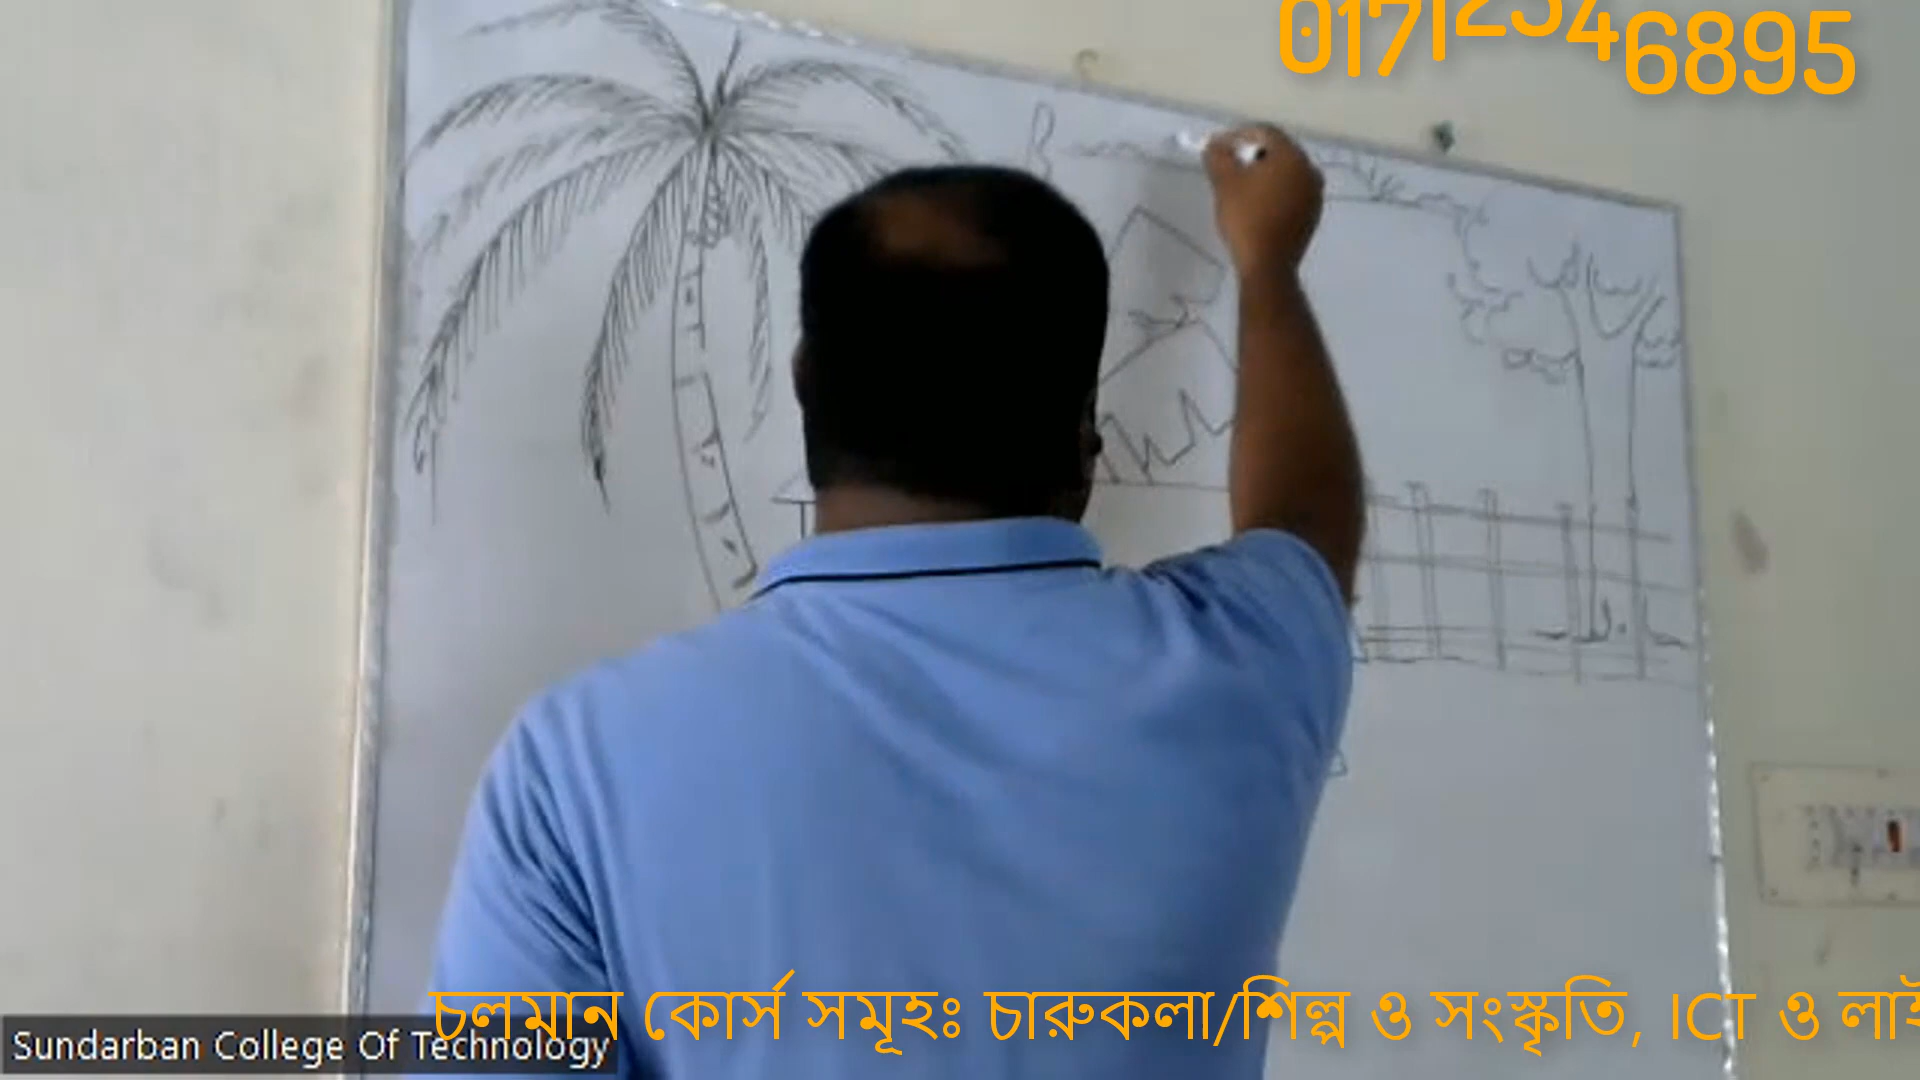 01712346895
চলমান কোর্স সমূহঃ চারুকলা/শিল্প ও সংস্কৃতি, ICT ও
Sundarban College Of Technology